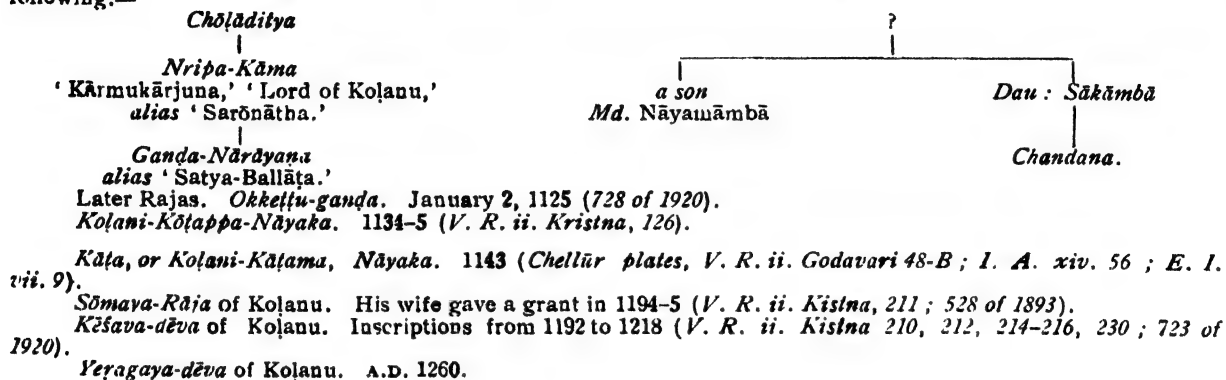 following:—
Chōḷāditya
?
Nripa-Kāma
' Kārmukārjuna,' ' Lord of Koḷanu,'
alias ' Sarōnātha.'
a son
Md. Nāyamāmbā
Dau : Sākāmbā
Gaṇḍa-Nārāyaṇa
alias ' Satya-Ballāṭa.'
Chandana.
Later Rajas. Okkeṭṭu-gaṇḍa. January 2, 1125 (728 of 1920).
Koḷani-Kōṭappa-Nāyaka. 1134-5 (V. R. ii. Kristna, 126).
Kāṭa, or Koḷani-Kāṭama, Nāyaka. 1143 (Chellūr plates, V. R. ii. Godavari 48-B ; I. A. xiv. 56 ; E. I.
vii. 9).
Sōmaya-Rāja of Koḷanu. His wife gave a grant in 1194-5 (V. R. ii. Kistna, 211 ; 528 of 1893).
Kēśava-dēva of Koḷanu. Inscriptions from 1192 to 1218 (V. R. ii. Kistna 210, 212, 214-216, 230 ; 723 of
1920).
Yeṛagaya-dēva of Koḷanu. A.D. 1260.